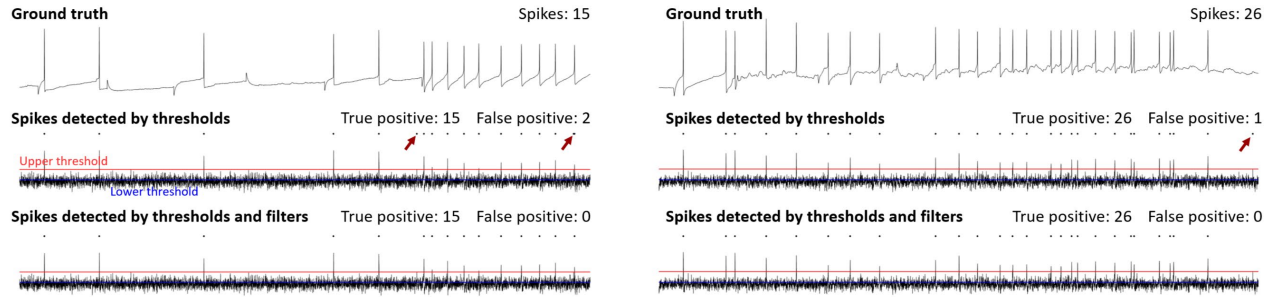 Ground truth Spikes: 15
Spikes detected by thresholds True positive: 15 False positive: 2
Upper threshold
Lower threshold
Spikes detected by thresholds and filters True positive: 15 False positive: 0
Ground truth Spikes: 26
Spikes detected by thresholds True positive: 26 False positive: 1
Spikes detected by thresholds and filters True positive: 26 False positive: 0